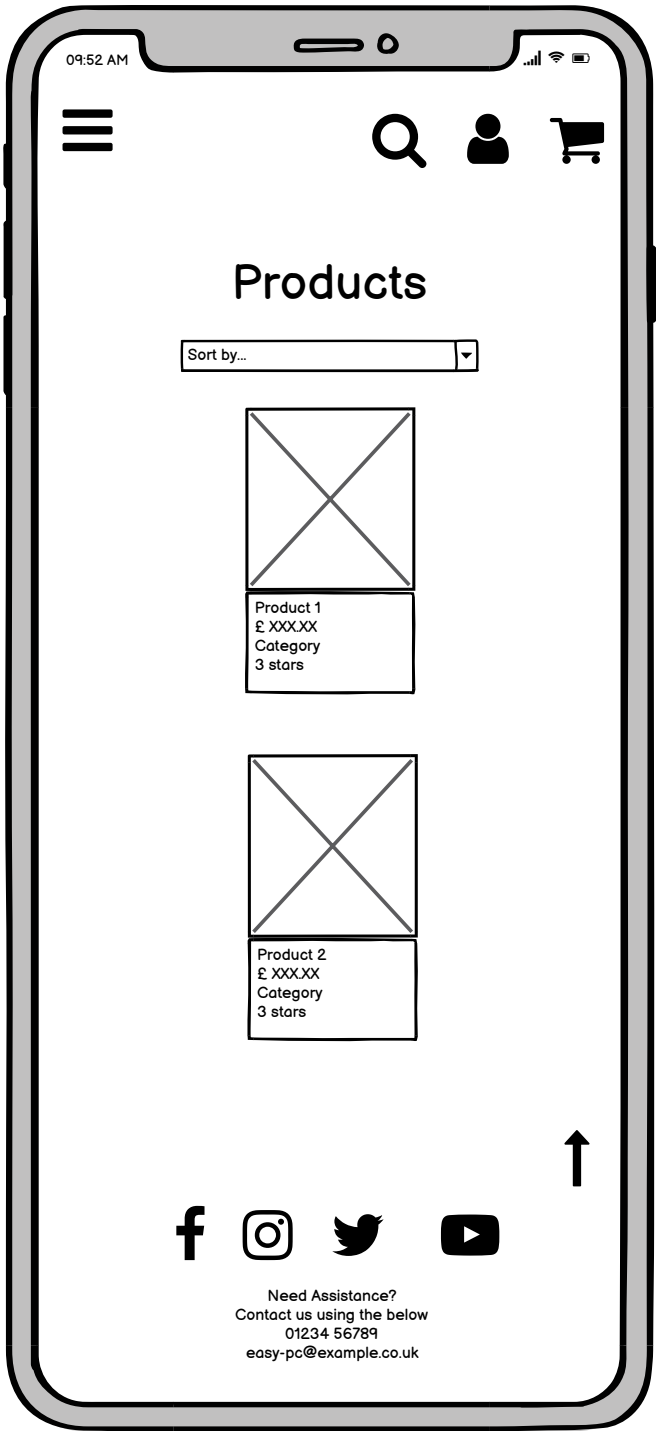 09:52 AM
Products
Sort by...
Product 1
£ XXX.XX
Category
3 stars
Product 2
£ XXX.XX
Category
3 stars
Need Assistance?
Contact us using the below
01234 56789
easy-pc@example.co.uk